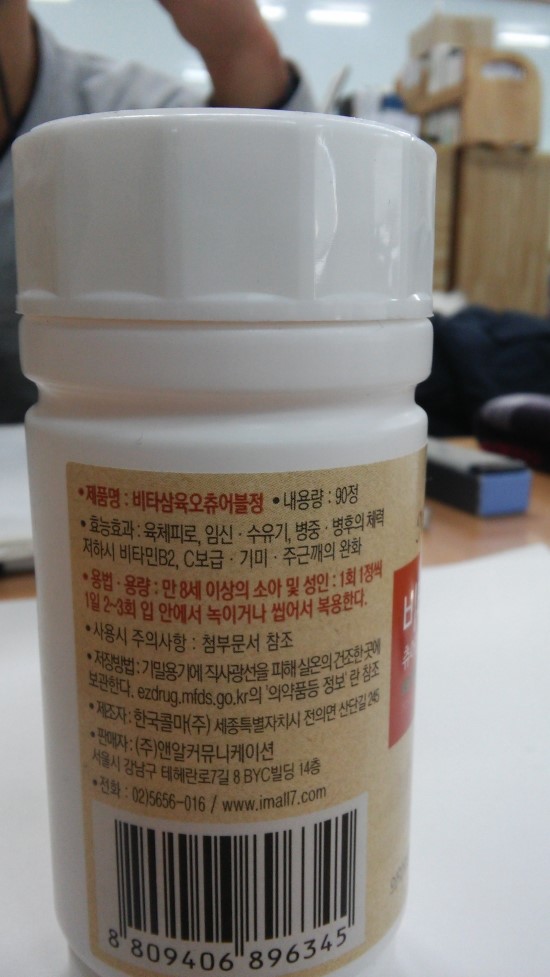 •제품명 : 비타삼육오츄어블정 •내용량 : 90정
•효능효과 : 육체피로, 임신 · 수유기, 병중 · 병후의 체력
저하시 비타민B2, C보급 · 기미 · 주근깨의 완화
•용법 · 용량 : 만 8세 이상의 소아 및 성인 : 1회 1정씩
1일 2~3회 입 안에서 녹이거나 씹어서 복용한다.
•사용시 주의사항 : 첨부문서 참조
•저장방법 : 기밀용기에 직사광선을 피해 실온의 건조한 곳에
보관한다. ezdrug.mfds.go.kr의 '의약품등 정보' 란 참조
•제조자 : 한국콜마(주) 세종특별자치시 전의면 산단길 245
•판매자 : (주)앤알커뮤니케이션
서울시 강남구 테헤란로7길 8 BYC빌딩 14층
•전화 : 02)5656-016 / www.imall7.com
8 809406 896345